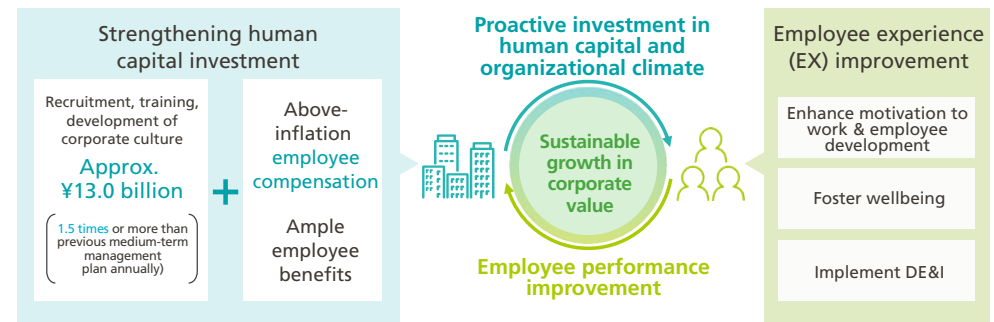 Strengthening human
capital investment
Recruitment, training,
development of
corporate culture
Approx.
¥13.0 billion
1.5 times or more than
previous medium-term
management
plan annually)
+
Above-
inflation
employee
compensation
Ample
employee
benefits
Proactive investment in
human capital and
organizational climate
Sustainable
growth in
corporate
value
Employee performance
improvement
Employee experience
(EX) improvement
Enhance motivation to
work & employee
development
Foster wellbeing
Implement DE&I